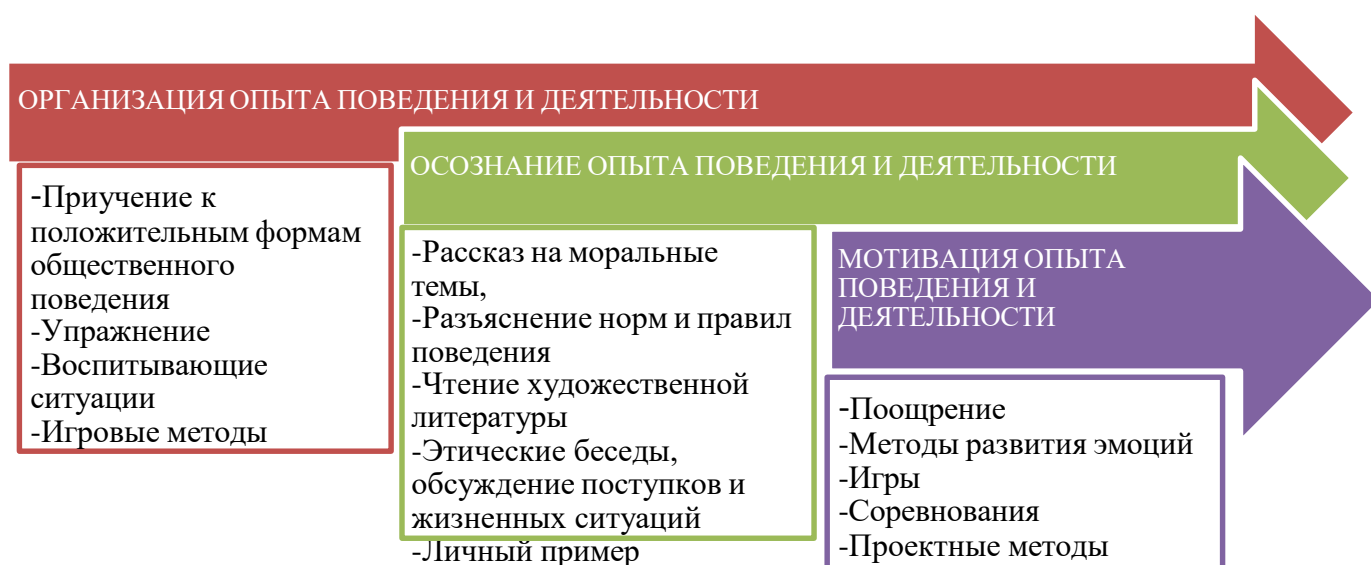 ОРГАНИЗАЦИЯ ОПЫТА ПОВЕДЕНИЯ И ДЕЯТЕЛЬНОСТИ
-Приучение к
положительным формам
общественного
поведения
-Упражнение
-Воспитывающие
ситуации
-Игровые методы
ОСОЗНАНИЕ ОПЫТА ПОВЕДЕНИЯ И ДЕЯТЕЛЬНОСТИ
-Рассказ на моральные
темы,
-Разъяснение норм и правил
поведения
-Чтение художественной
литературы
-Этические беседы,
обсуждение поступков и
жизненных ситуаций
-Личный пример
МОТИВАЦИЯ ОПЫТА
ПОВЕДЕНИЯ И
ДЕЯТЕЛЬНОСТИ
-Поощрение
-Методы развития эмоций
-Игры
-Соревнования
-Проектные методы